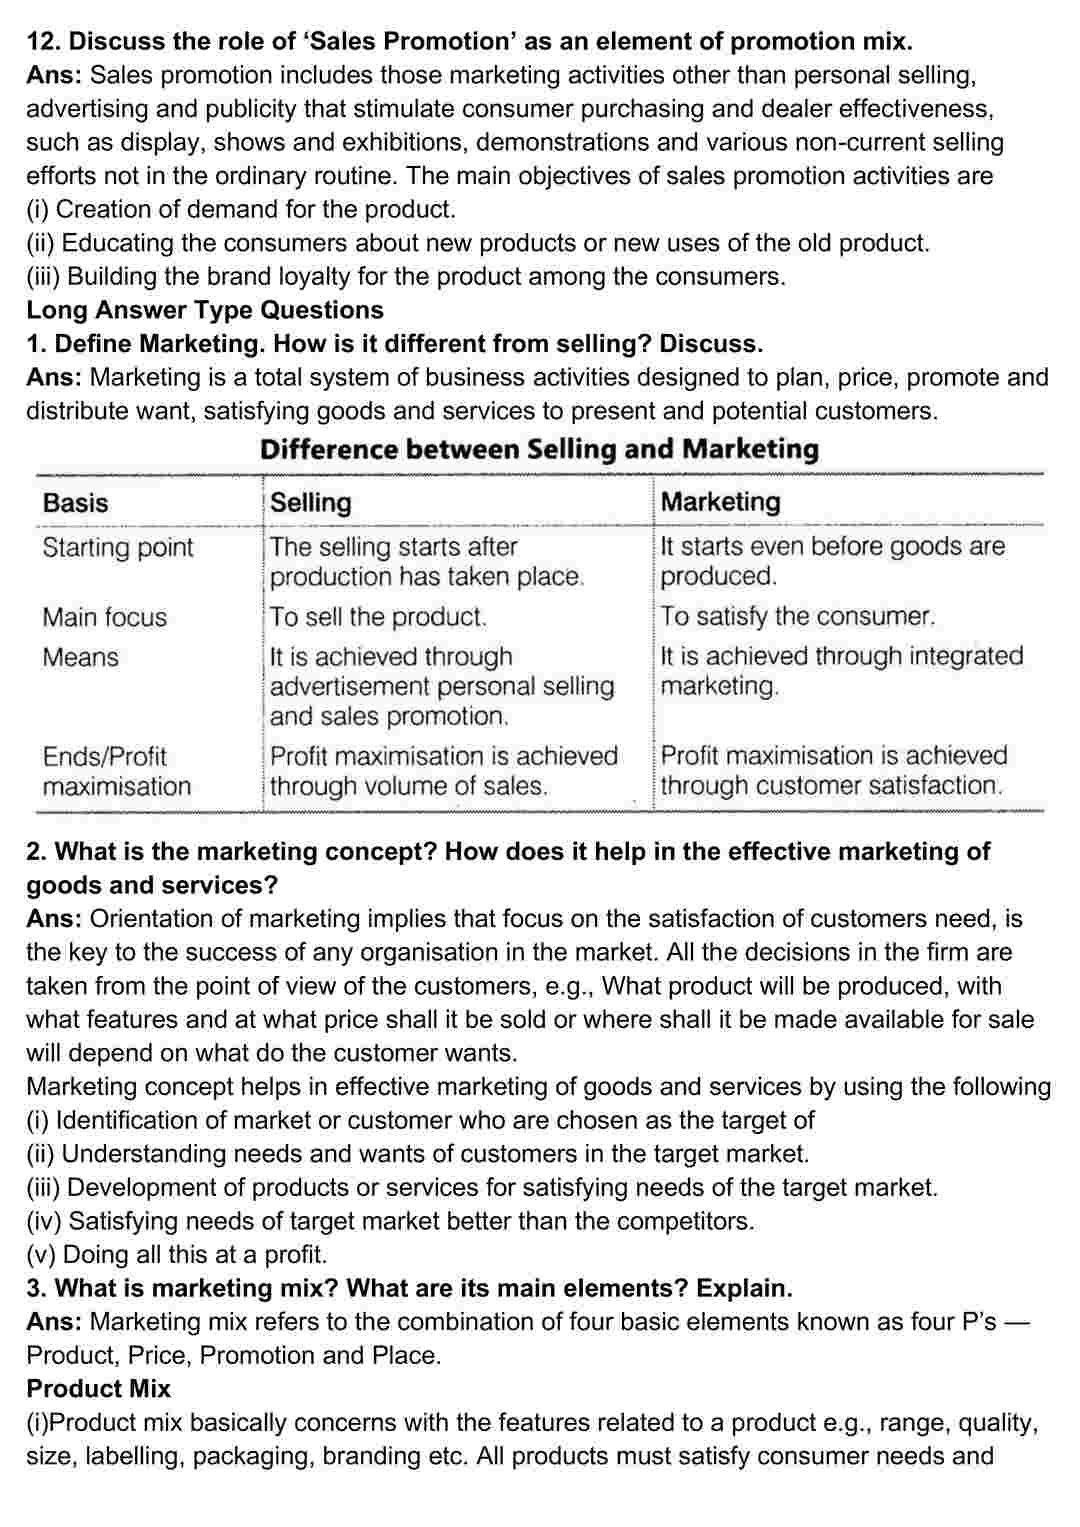 12. Discuss the role of ‘Sales Promotion’ as an element of promotion mix.
Ans: Sales promotion includes those marketing activities other than personal selling,
advertising and publicity that stimulate consumer purchasing and dealer effectiveness,
such as display, shows and exhibitions, demonstrations and various non-current selling
efforts not in the ordinary routine. The main objectives of sales promotion activities are
(i) Creation of demand for the product.
(ii) Educating the consumers about new products or new uses of the old product.
(iii) Building the brand loyalty for the product among the consumers.
Long Answer Type Questions
1. Define Marketing. How is it different from selling? Discuss.
Ans: Marketing is a total system of business activities designed to plan, price, promote and
distribute want, satisfying goods and services to present and potential customers.
Difference between Selling and Marketing
Basis Selling Marketing
Starting point The selling starts after It starts even before goods are
production has taken place. produced.
Main focus To sell the product. To satisfy the consumer.
Means It is achieved through It is achieved through integrated
advertisement personal selling marketing.
and sales promotion.
Ends/Profit Profit maximisation is achieved Profit maximisation is achieved
maximisation through volume of sales. through customer satisfaction.
2. What is the marketing concept? How does it help in the effective marketing of
goods and services?
Ans: Orientation of marketing implies that focus on the satisfaction of customers need, is
the key to the success of any organisation in the market. All the decisions in the firm are
taken from the point of view of the customers, e.g., What product will be produced, with
what features and at what price shall it be sold or where shall it be made available for sale
will depend on what do the customer wants.
Marketing concept helps in effective marketing of goods and services by using the following
(i) Identification of market or customer who are chosen as the target of
(ii) Understanding needs and wants of customers in the target market.
(iii) Development of products or services for satisfying needs of the target market.
(iv) Satisfying needs of target market better than the competitors.
(v) Doing all this at a profit.
3. What is marketing mix? What are its main elements? Explain.
Ans: Marketing mix refers to the combination of four basic elements known as four P’s —
Product, Price, Promotion and Place.
Product Mix
(i)Product mix basically concerns with the features related to a product e.g., range, quality,
size, labelling, packaging, branding etc. All products must satisfy consumer needs and